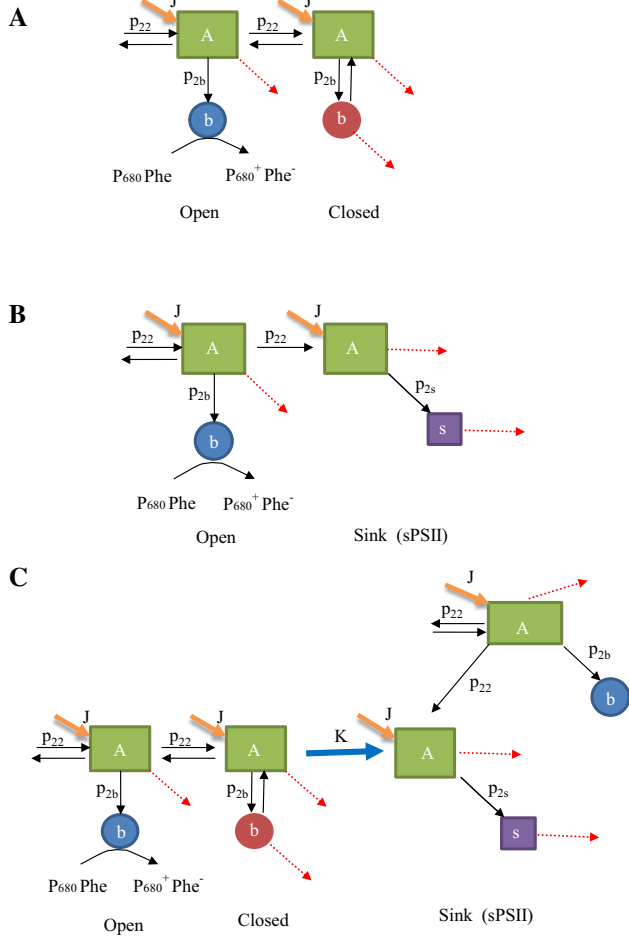 A
J J
p22 A p22 A
p2b p2b
b b
P680 Phe P680+ Phe-
Open Closed
B
J J
p22 A p22 A
p2b p2s
b s
P680 Phe P680+ Phe-
Open Sink (sPSII)
C
J
p22 A
p2b
p22
b
J J K J
p22 A p22 A A
p2b p2b p2s
b b s
P680 Phe P680+ Phe-
Open Closed Sink (sPSII)